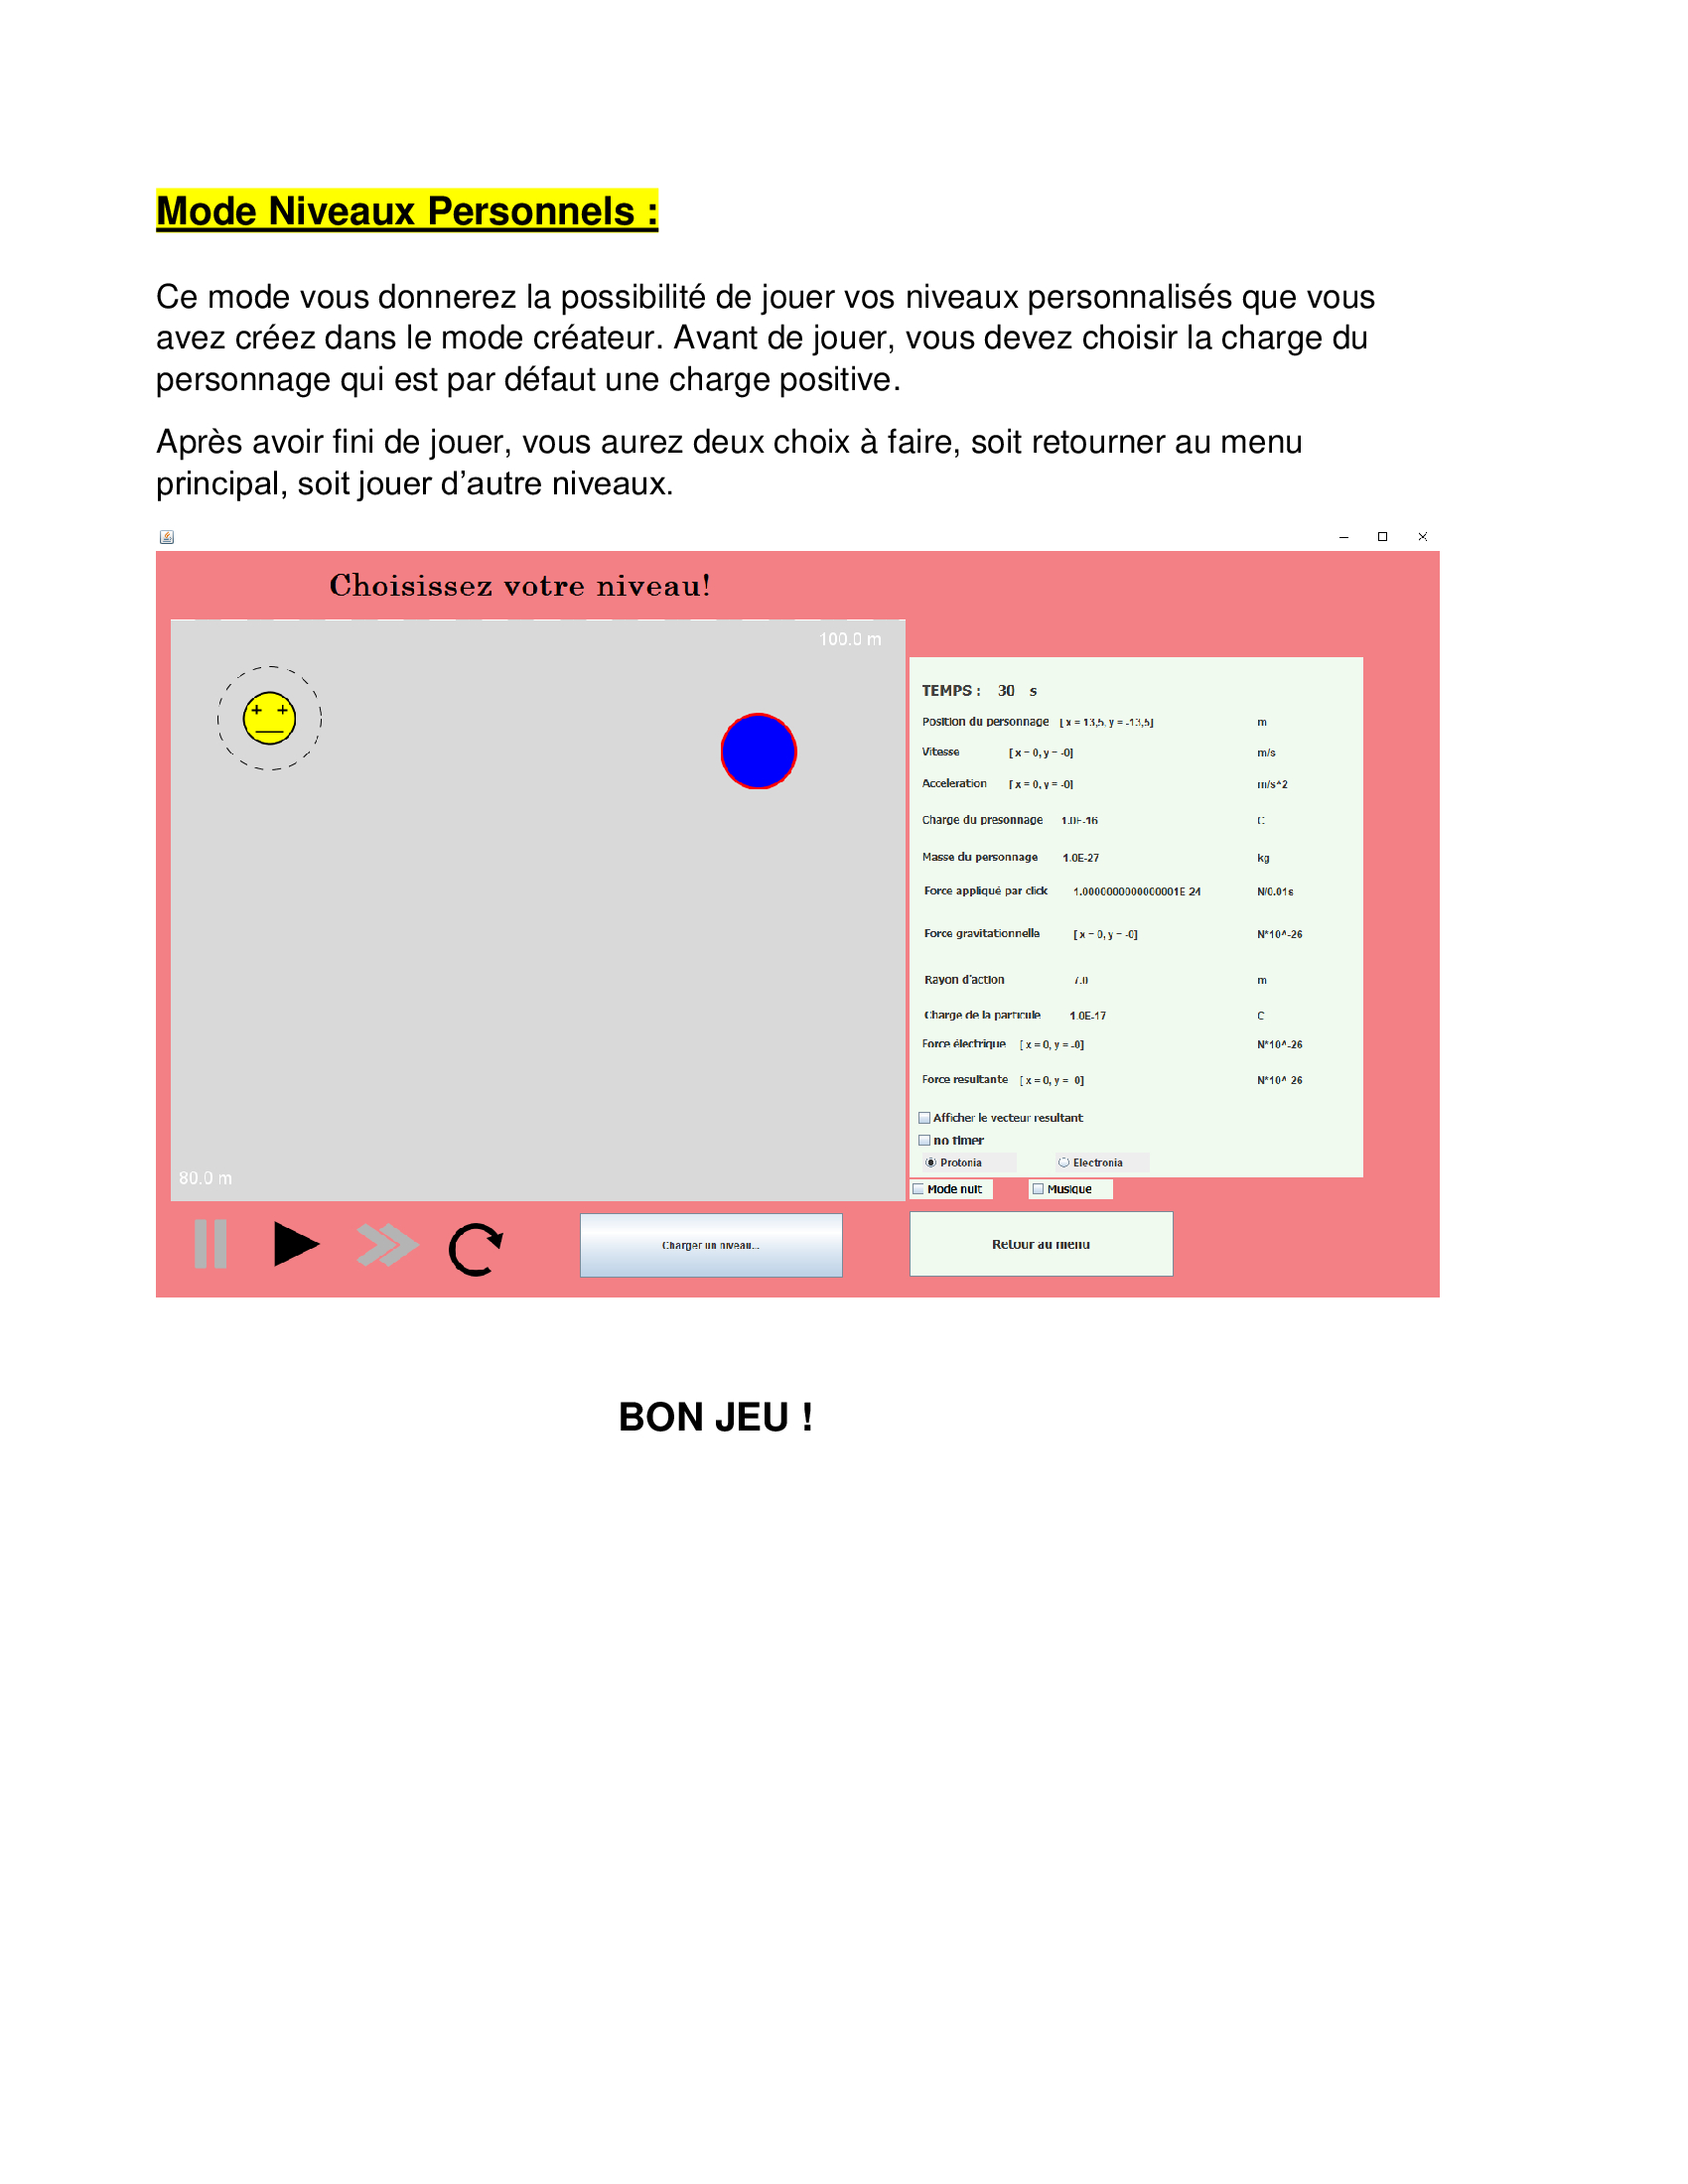 Mode Niveaux Personnels :
Ce mode vous donnerez la possibilité de jouer vos niveaux personnalisés que vous
avez créez dans le mode créateur. Avant de jouer, vous devez choisir la charge du
personnage qui est par défaut une charge positive.
Après avoir fini de jouer, vous aurez deux choix à faire, soit retourner au menu
principal, soit jouer d’autre niveaux.
Choisissez votre niveau!
100.0 m
80.0 m
TEMPS : 30 s
Position du personnage [ x = 13,5, y = -13,5] m
Vitesse [ x = 0, y = -0] m/s
Acceleration [ x = 0, y = -0] m/s^2
Charge du presonnage 1.0E-16 C
Masse du personnage 1.0E-27 kg
Force appliqué par click 1.0000000000000001E-24 N/0.01s
Force gravitationnelle [ x = 0, y = -0] N*10^-26
Rayon d'action 7.0 m
Charge de la particule 1.0E-17 C
Force électrique [ x = 0, y = -0] N*10^-26
Force resultante [ x = 0, y = -0] N*10^-26
Afficher le vecteur resultant
no timer
Protonia Electronia
Mode nuit Musique
Charger un niveau...
Retour au menu
BON JEU !